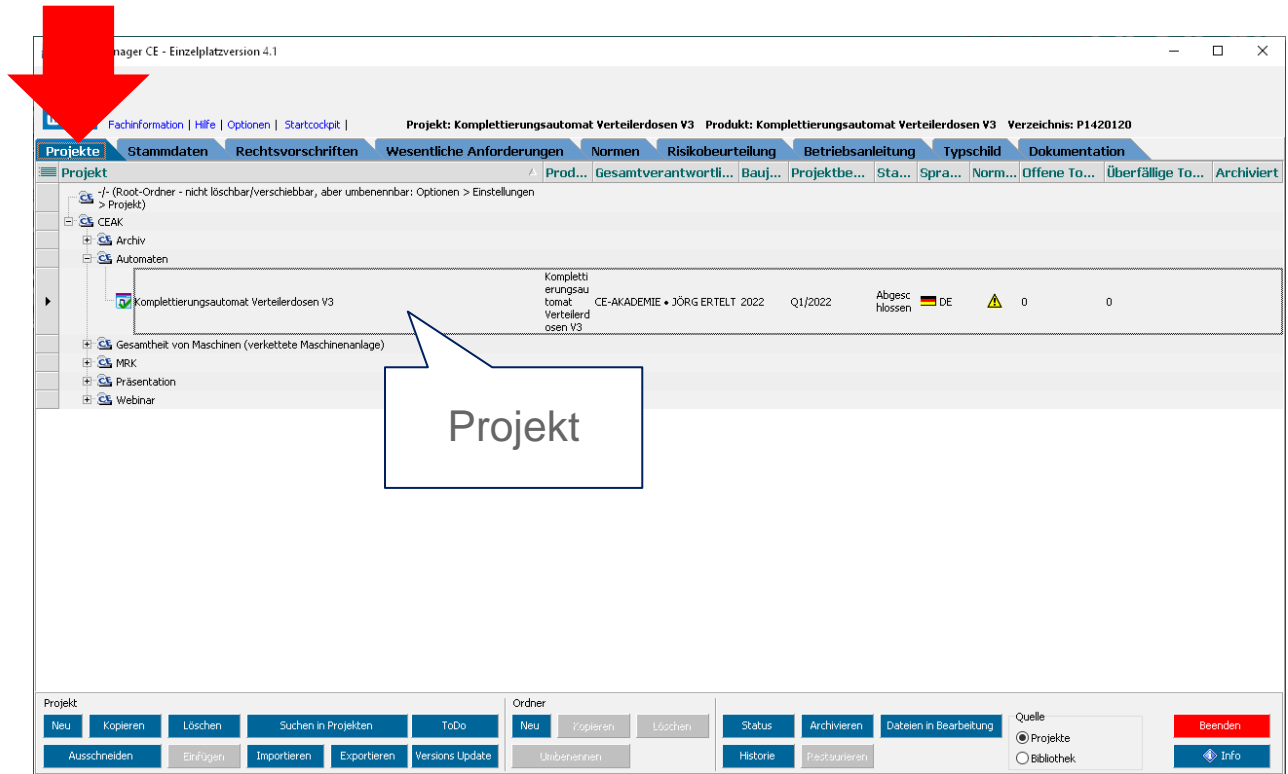 nager CE - Einzelplatzversion 4.1
Fachinformation | Hilfe | Optionen | Startcockpit |
Projekt: Komplettierungsautomat Verteilerdosen V3 Produkt: Komplettierungsautomat Verteilerdosen V3 Verzeichnis: P1420120
Projekte Stammdaten Rechtsvorschriften Wesentliche Anforderungen Normen Risikobeurteilung Betriebsanleitung Typschild Dokumentation
Projekt Prod... Gesamtverantwortli... Bauj... Projektbe... Sta... Spra... Norm... Offene To... Überfällige To... Archiviert
-/- (Root-Ordner - nicht löschbar/verschiebbar, aber umbenennbar: Optionen > Einstellungen
> Projekt)
CEAK
Archiv
Automaten
Komplettierungsautomat Verteilerdosen V3
Kompletti
erungsau
tomat
Verteilerd
osen V3
CE-AKADEMIE • JÖRG ERTELT 2022 Q1/2022
Abgesc
hlossen
DE 0 0
Gesamtheit von Maschinen (verkettete Maschinenanlage)
MRK
Präsentation
Webinar
Projekt
Projekt
Neu Kopieren Löschen Suchen in Projekten ToDo
Ausschneiden Einfügen Importieren Exportieren Versions Update
Ordner
Neu Kopieren Löschen
Umbenennen
Status Archivieren Dateien in Bearbeitung
Historie Restaurieren
Quelle
Projekte
Bibliothek
Beenden
Info